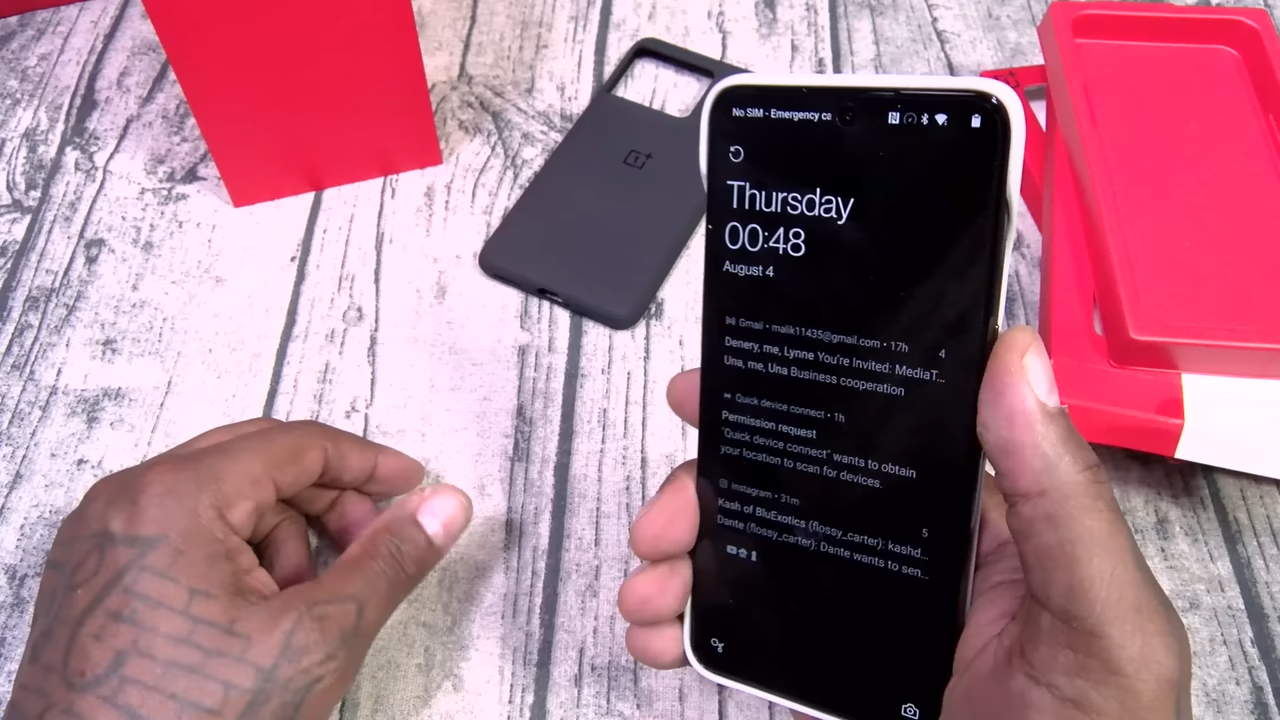 No SIM - Emergency ca
Thursday
00:48
August 4
Gmail • malik11435@gmail.com • 17h 4
Denery, me, Lynne You're Invited: MediaT...
Una, me, Una Business cooperation
Quick device connect • 1h
Permission request
"Quick device connect" wants to obtain
your location to scan for devices.
Instagram • 31m
Kash of BluExotics (flossy_carter): kashd... 5
Dante (flossy_carter): Dante wants to sen...